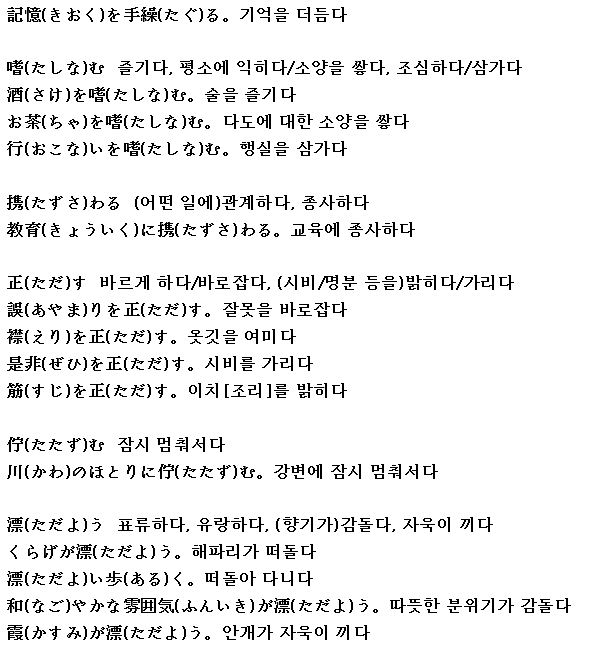 記憶(きおく)を手繰(たぐ)る。기억을 더듬다
嗜(たしな)む  즐기다, 평소에 익히다/소양을 쌓다, 조심하다/삼가다
酒(さけ)を嗜(たしな)む。술을 즐기다
お茶(ちゃ)を嗜(たしな)む。다도에 대한 소양을 쌓다
行(おこな)いを嗜(たしな)む。행실을 삼가다
携(たずさ)わる  (어떤 일에)관계하다, 종사하다
教育(きょういく)に携(たずさ)わる。교육에 종사하다
正(ただ)す  바르게 하다/바로잡다, (시비/명분 등을)밝히다/가리다
誤(あやま)りを正(ただ)す。잘못을 바로잡다
襟(えり)を正(ただ)す。옷깃을 여미다
是非(ぜひ)を正(ただ)す。시비를 가리다
筋(すじ)を正(ただ)す。이치[조리]를 밝히다
佇(たたず)む  잠시 멈춰서다
川(かわ)のほとりに佇(たたず)む。강변에 잠시 멈춰서다
漂(ただよ)う  표류하다, 유랑하다, (향기가)감돌다, 자욱이 끼다
くらげが漂(ただよ)う。해파리가 떠돌다
漂(ただよ)い歩(ある)く。떠돌아 다니다
和(なご)やかな雰囲気(ふんいき)が漂(ただよ)う。따뜻한 분위기가 감돌다
霞(かすみ)が漂(ただよ)う。안개가 자욱이 끼다